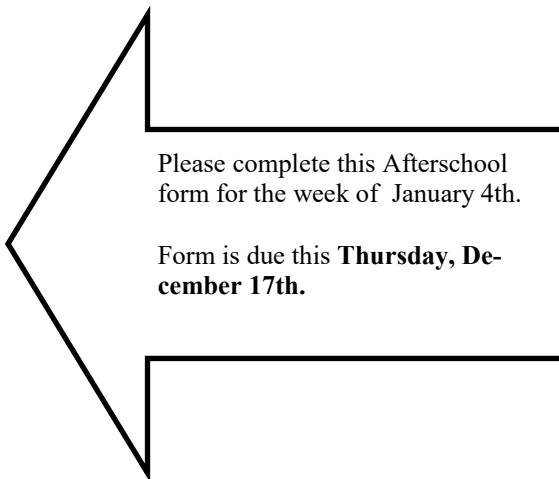 Please complete this Afterschool
form for the week of  January 4th.
Form is due this Thursday, De-
cember 17th.